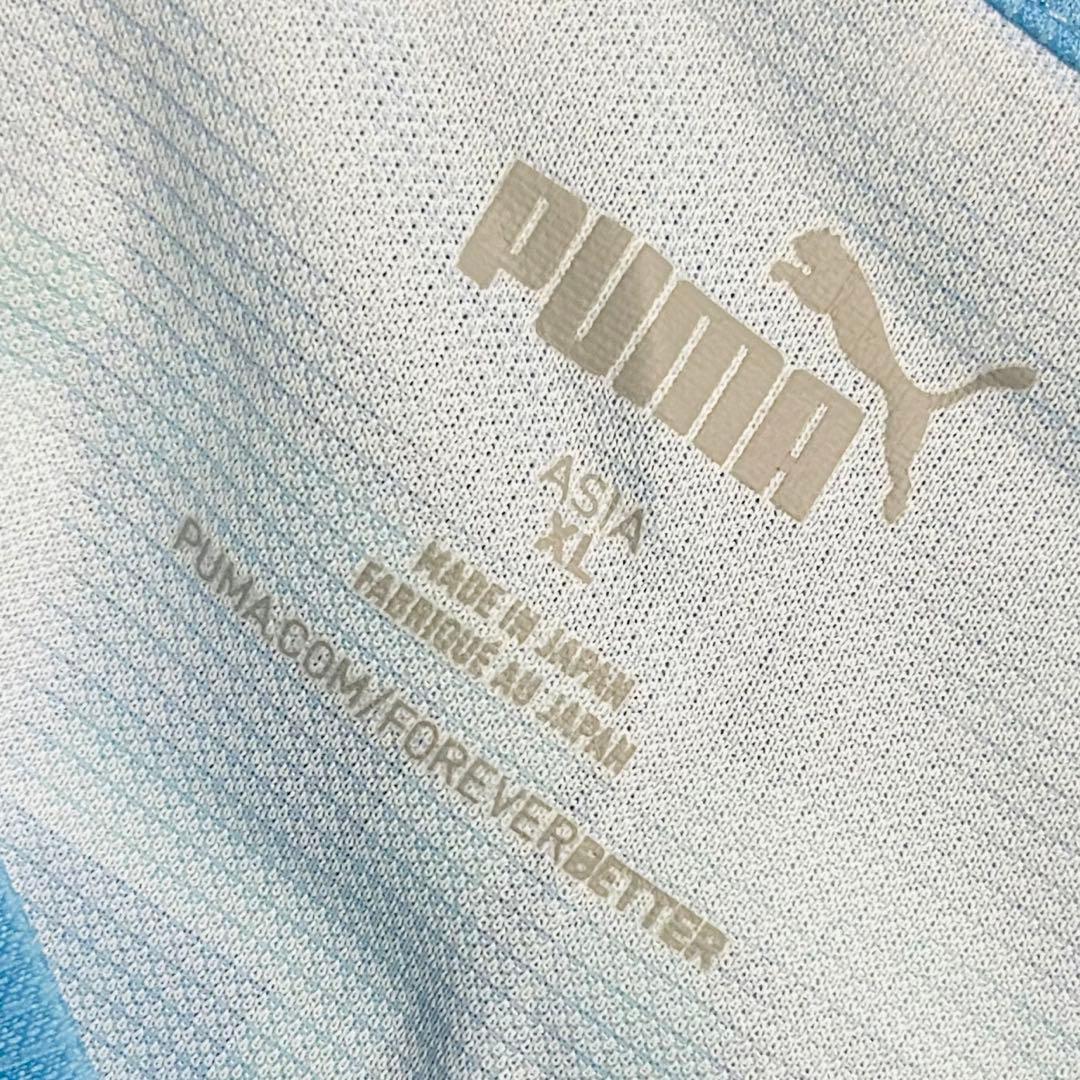 PUMA
ASIA
XL
MADE IN JAPAN
FABRIQUÉ AU JAPAN
PUMA.COM/FOREVERBETTER